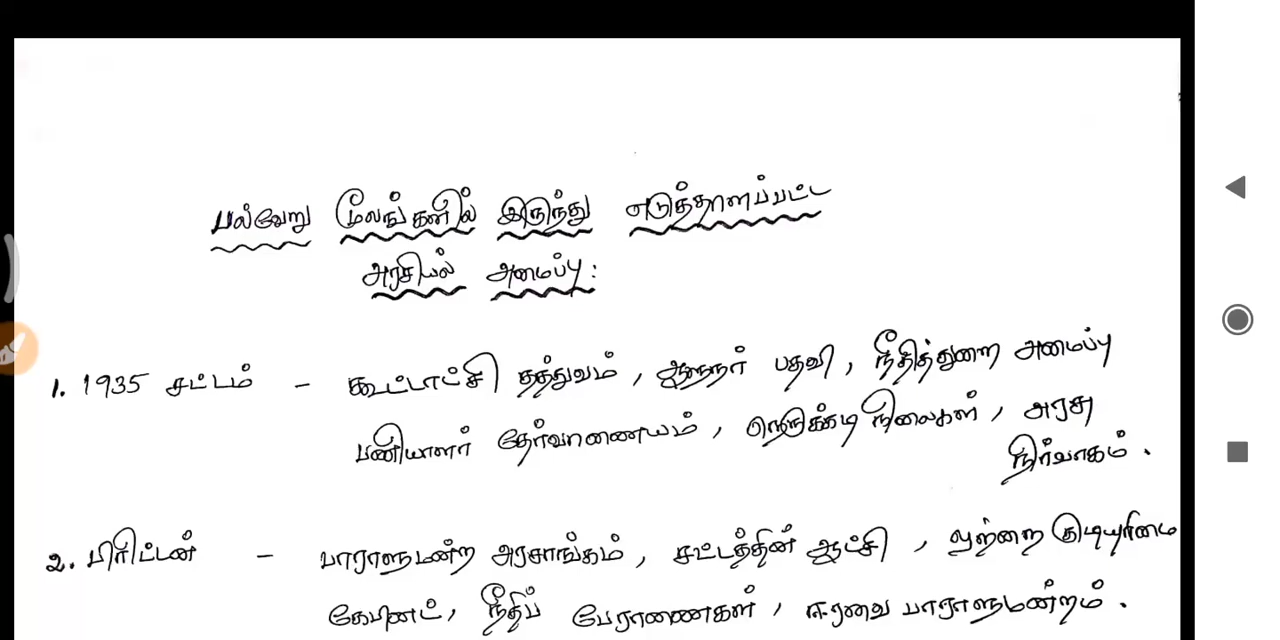 பல்வேறு மூலங்களில் இருந்து எடுத்தாளப்பட்ட
அரசியல் அமைப்பு:
1. 1935 சட்டம் - கூட்டாட்சி தத்துவம், ஆளுநர் பதவி, நீதித்துறை அமைப்பு
பணியாளர் தேர்வாணையம், நெருக்கடி நிலைகள், அரசு
நிர்வாகம்.
2. பிரிட்டன் - பாராளுமன்ற அரசாங்கம், சட்டத்தின் ஆட்சி, ஒற்றை குடியுரிமை
கேபினட், நீதிப் பேராணைகள், ஈரவை பாராளுமன்றம்.